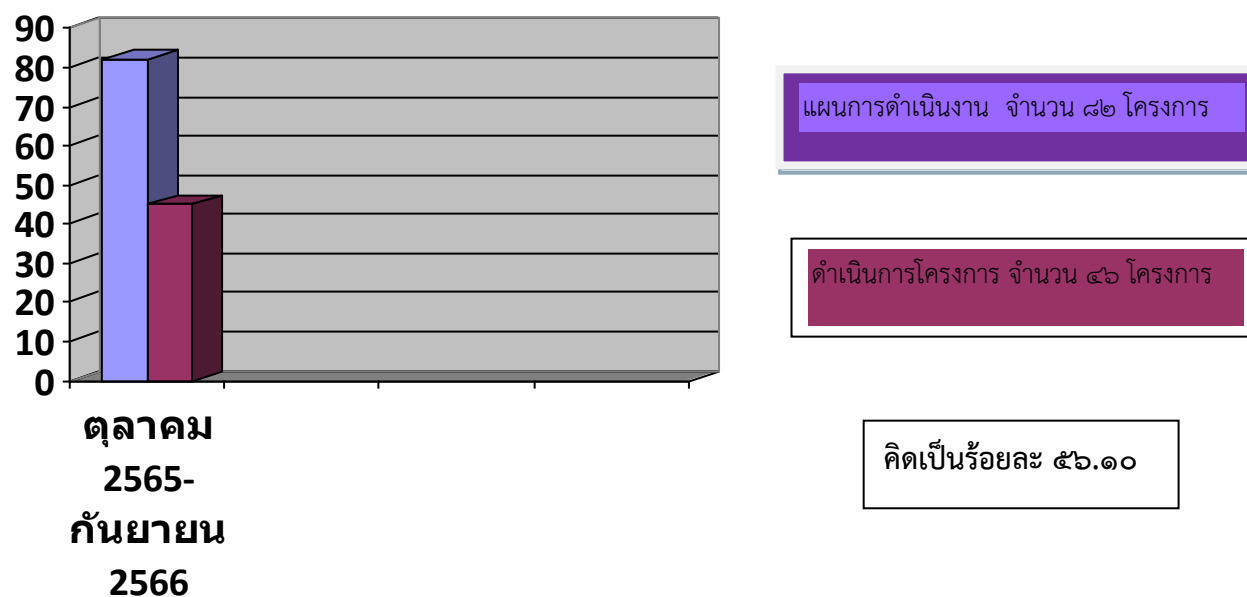 90
80
70
60
50
40
30
20
10
0
ตุลาคม
2565-
กันยายน
2566
แผนการดำเนินงาน จำนวน ๘๒ โครงการ
ดำเนินการโครงการ จำนวน ๔๖ โครงการ
คิดเป็นร้อยละ ๕๖.๑๐